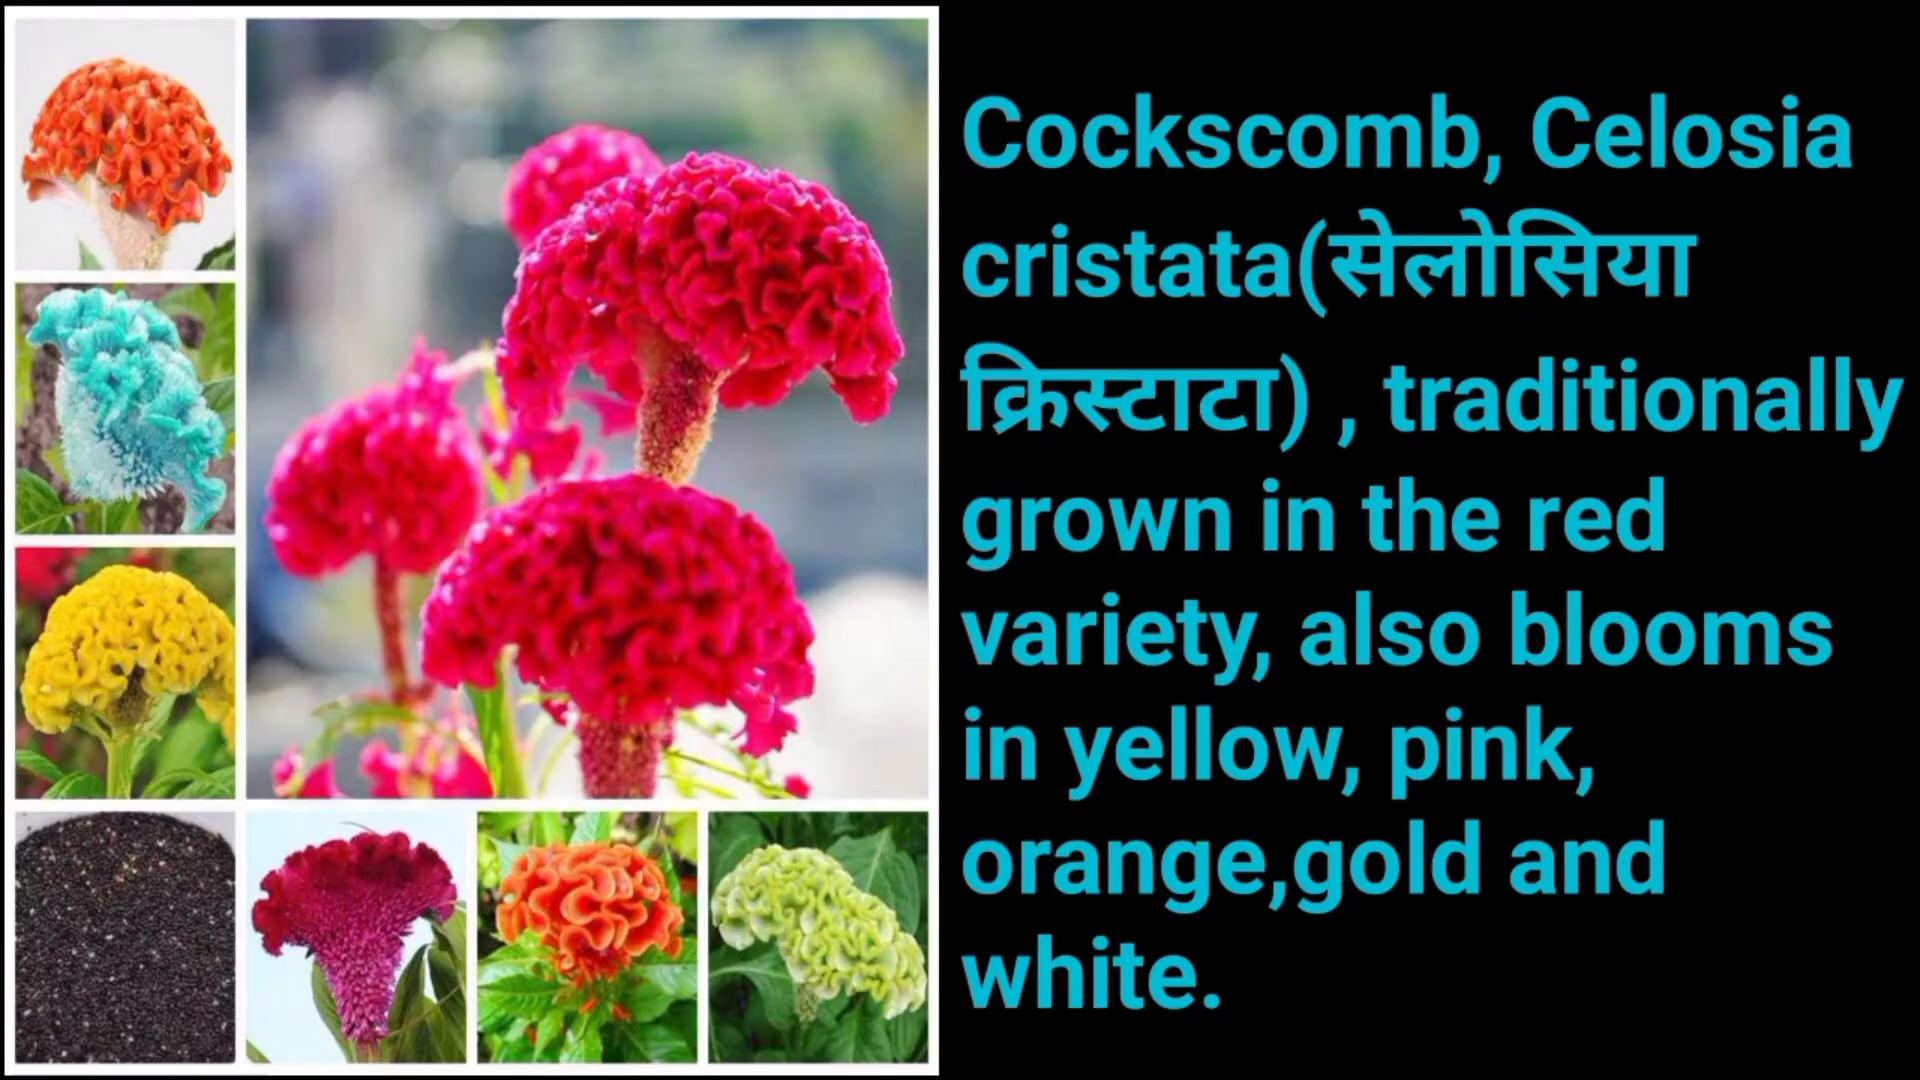 Cockscomb, Celosia
cristata(सेलोसिया
क्रिस्टाटा) , traditionally
grown in the red
variety, also blooms
in yellow, pink,
orange,gold and
white.